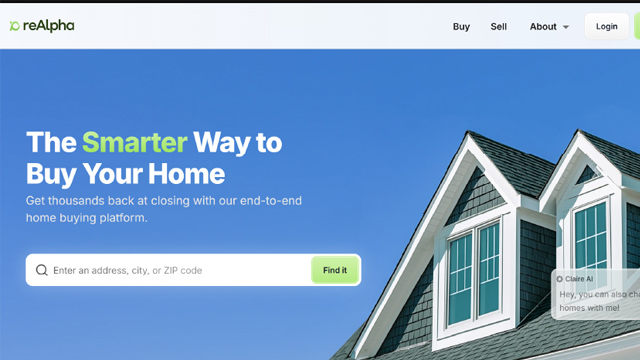 reAlpha
Buy Sell About Login
The Smarter Way to
Buy Your Home
Get thousands back at closing with our end-to-end
home buying platform.
Enter an address, city, or ZIP code
Find it
Claire AI
Hey, you can also
homes with me!